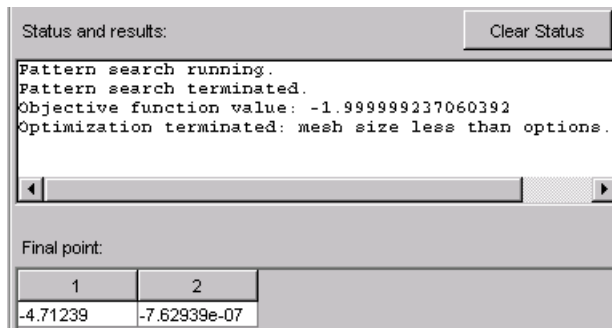 Status and results:
Clear Status
Pattern search running.
Pattern search terminated.
Objective function value: -1.999999237060392
Optimization terminated: mesh size less than options.
Final point:
1 2
-4.71239 -7.62939e-07